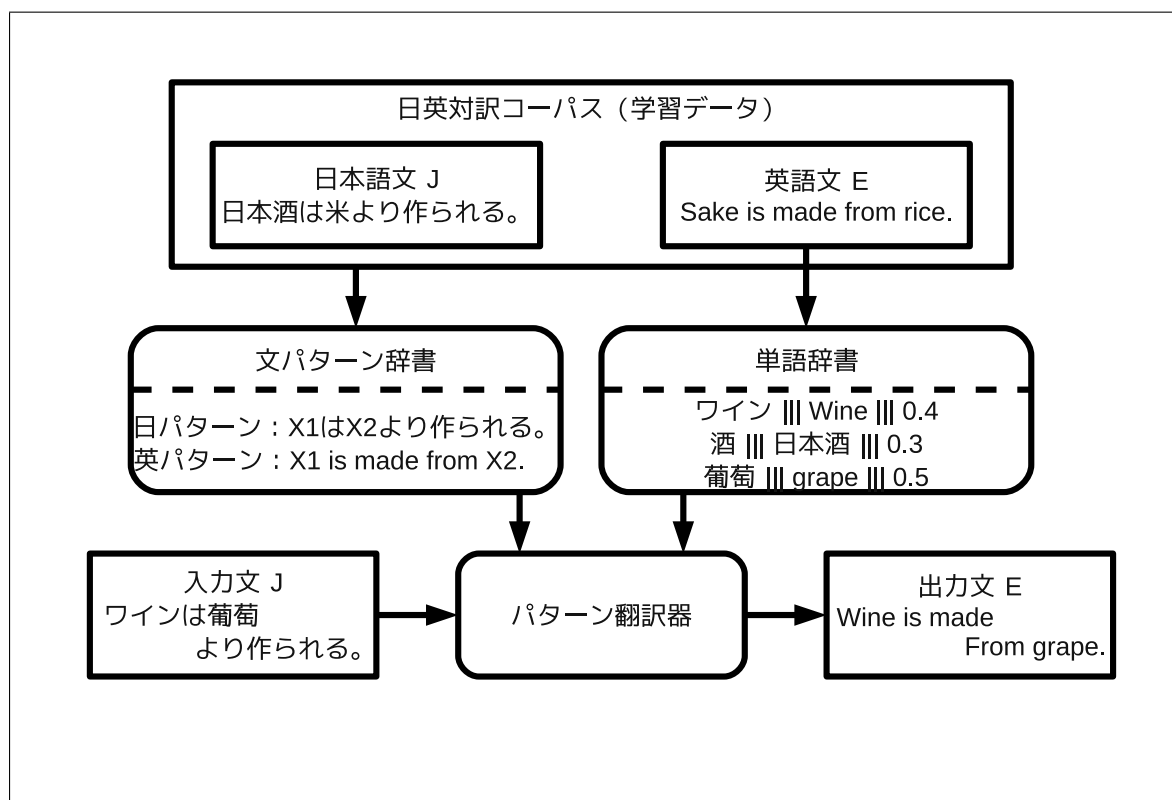 日英対訳コーパス（学習データ）
日本語文 J
日本酒は米より作られる。
英語文 E
Sake is made from rice.
文パターン辞書
日パターン：X1はX2より作られる。
英パターン：X1 is made from X2.
単語辞書
ワイン ||| Wine ||| 0.4
酒 ||| 日本酒 ||| 0.3
葡萄 ||| grape ||| 0.5
入力文 J
ワインは葡萄
より作られる。
パターン翻訳器
出力文 E
Wine is made
From grape.